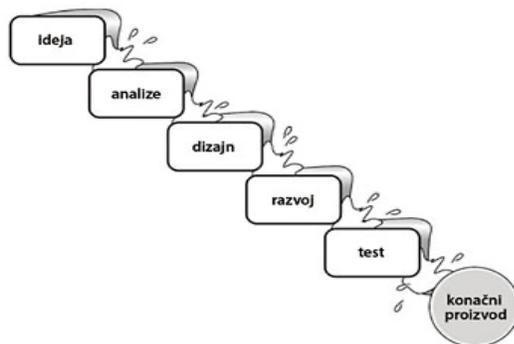 ideja
analize
dizajn
razvoj
test
konačni
proizvod